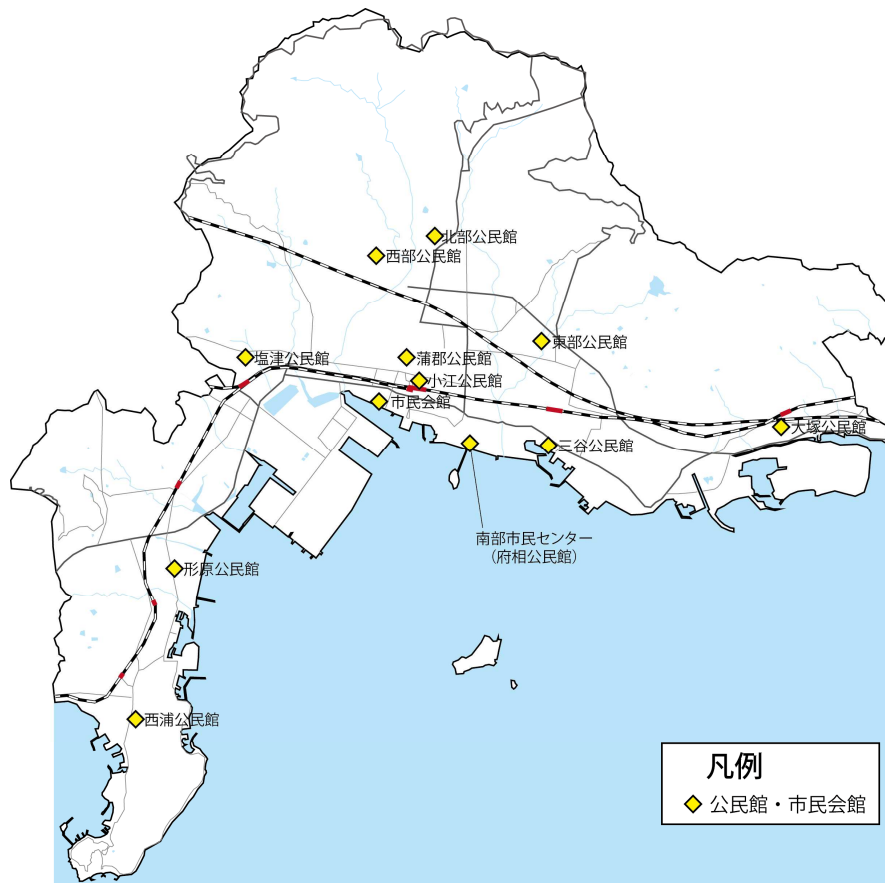 北部公民館
西部公民館
東部公民館
塩津公民館
蒲郡公民館
小江公民館
市民会館
大塚公民館
三谷公民館
南部市民センター
（府相公民館）
形原公民館
西浦公民館
凡例
公民館・市民会館